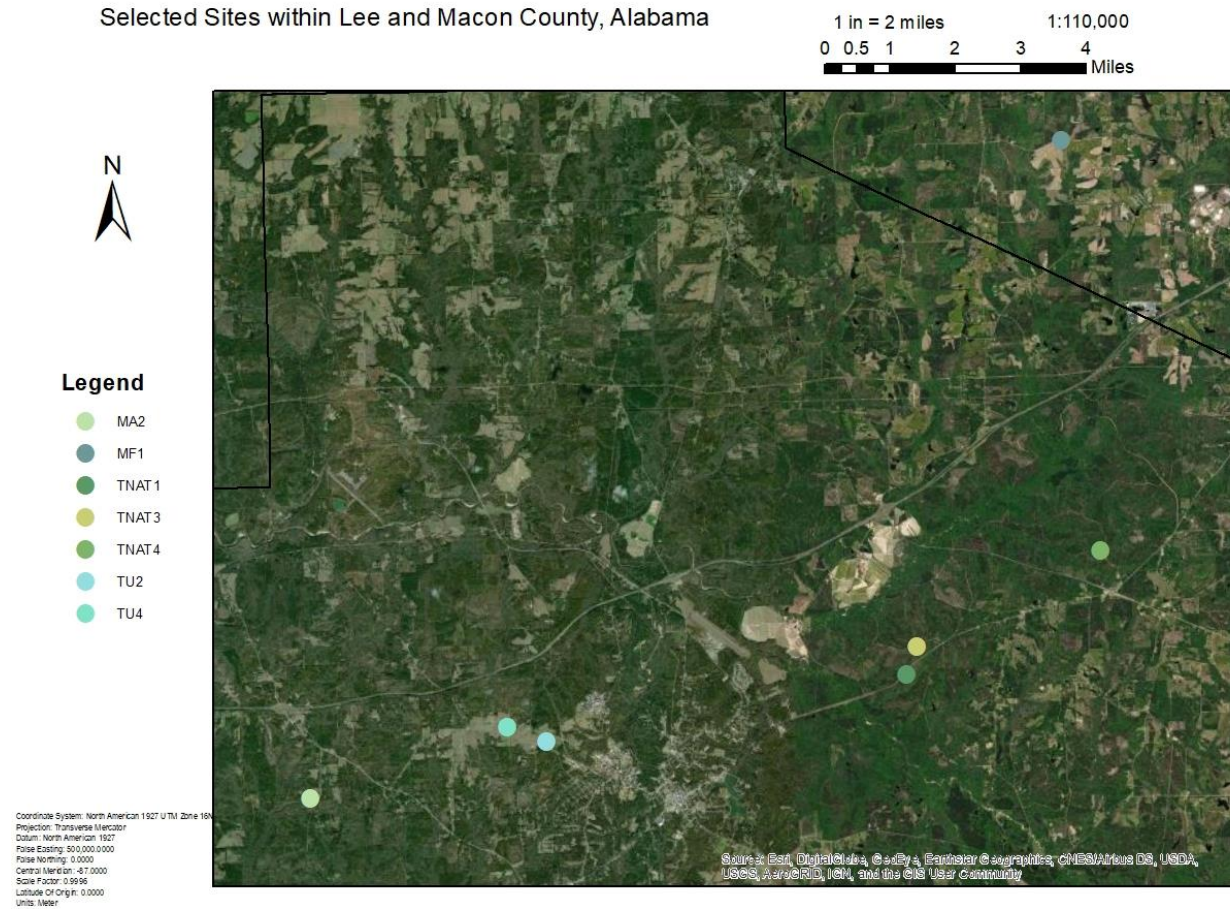 Selected Sites within Lee and Macon County, Alabama
1 in = 2 miles 1:110,000
0 0.5 1 2 3 4
Miles
N
Legend
MA2
MF1
TNAT1
TNAT3
TNAT4
TU2
TU4
Coordinate System: North American 1927 UTM Zone 16N
Projection: Transverse Mercator
Datum: North American 1927
False Easting: 500,000.0000
False Northing: 0.0000
Central Meridian: -87.0000
Scale Factor: 0.9996
Latitude Of Origin: 0.0000
Units: Meter
Source: Esri, DigitalGlobe, GeoEye, Earthstar Geographics, CNES/Airbus DS, USDA,
USGS, AeroGRID, IGN, and the GIS User Community